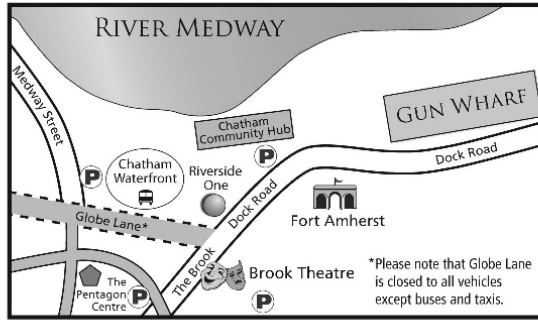 RIVER MEDWAY
Medway Street
GUN WHARF
Chatham
Community Hub
P
Dock Road
P
Chatham
Waterfront
Riverside
One
Dock Road
Fort Amherst
Globe Lane*
The Brook
Brook Theatre
The
Pentagon
Centre
P
P
*Please note that Globe Lane
is closed to all vehicles
except buses and taxis.